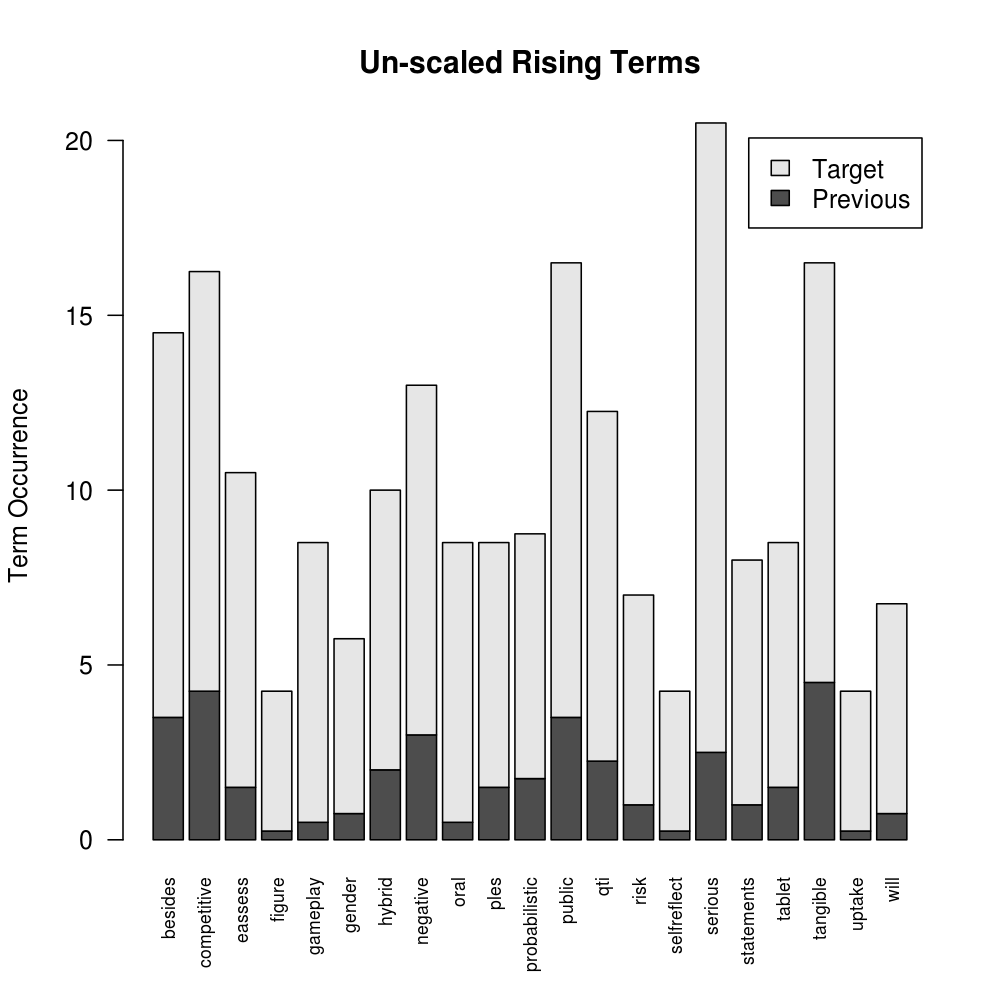 Un-scaled Rising Terms
Target
Previous
Term Occurrence
20
15
10
5
0
besides
competitive
eassess
figure
gameplay
gender
hybrid
negative
oral
ples
probabilistic
public
qti
risk
selfreflect
serious
statements
tablet
tangible
uptake
will